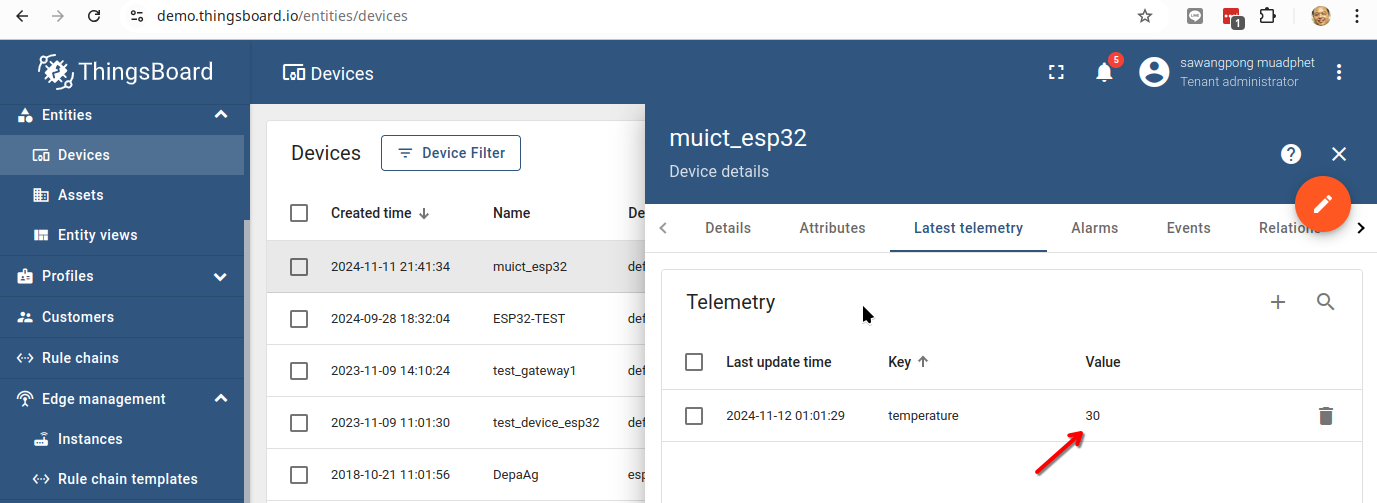 demo.thingsboard.io/entities/devices
1
ThingsBoard
Devices
5
sawangpong muadphet
Tenant administrator
Entities
Devices
Assets
Entity views
Profiles
Customers
Rule chains
Edge management
Instances
Rule chain templates
Devices
Device Filter
Created time Name De
2024-11-11 21:41:34 muict_esp32 def
2024-09-28 18:32:04 ESP32-TEST def
2023-11-09 14:10:24 test_gateway1 def
2023-11-09 11:01:30 test_device_esp32 def
2018-10-21 11:01:56 DepaAg esp
muict_esp32
Device details
?
Details Attributes Latest telemetry Alarms Events Relations
Telemetry
Last update time Key Value
2024-11-12 01:01:29 temperature 30